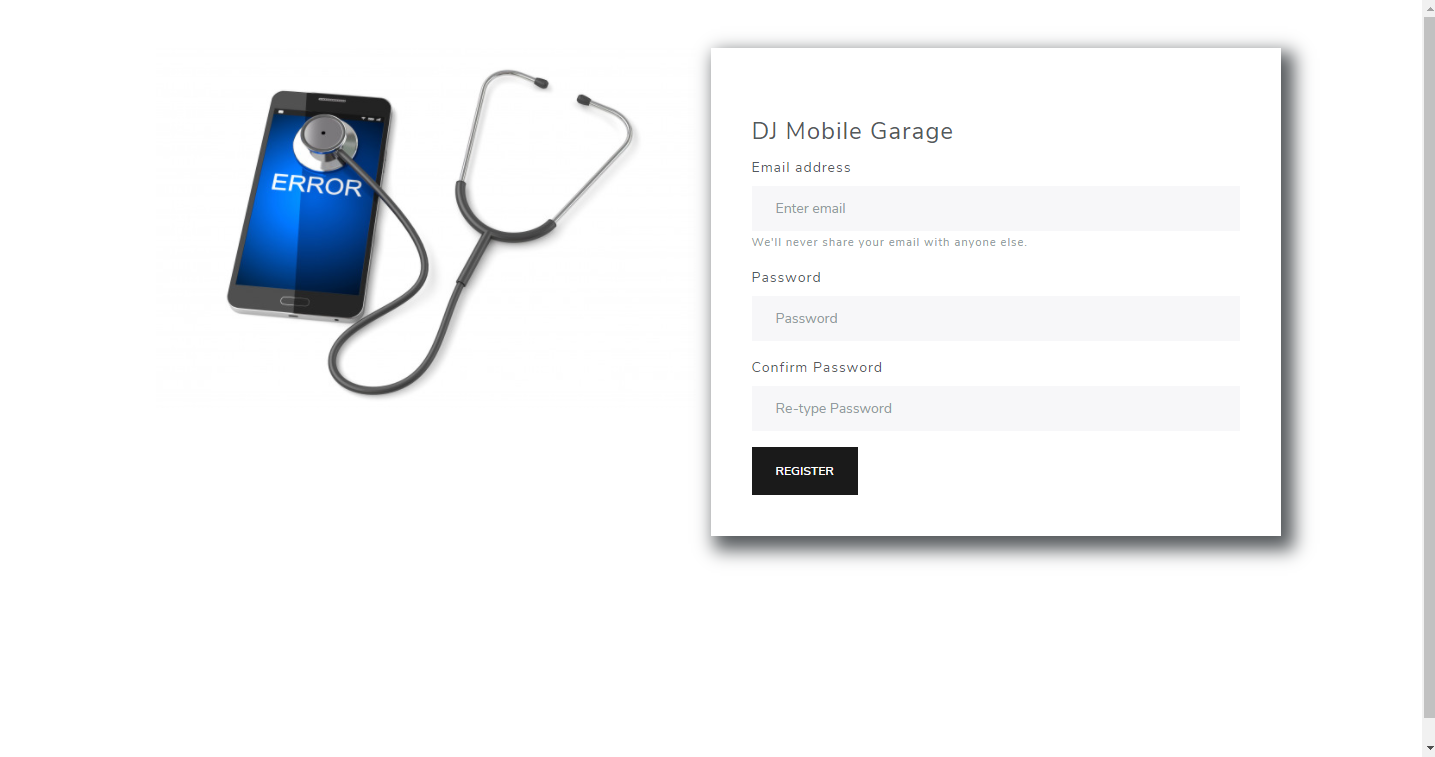 ERROR
DJ Mobile Garage
Email address
Enter email
We'll never share your email with anyone else.
Password
Password
Confirm Password
Re-type Password
REGISTER